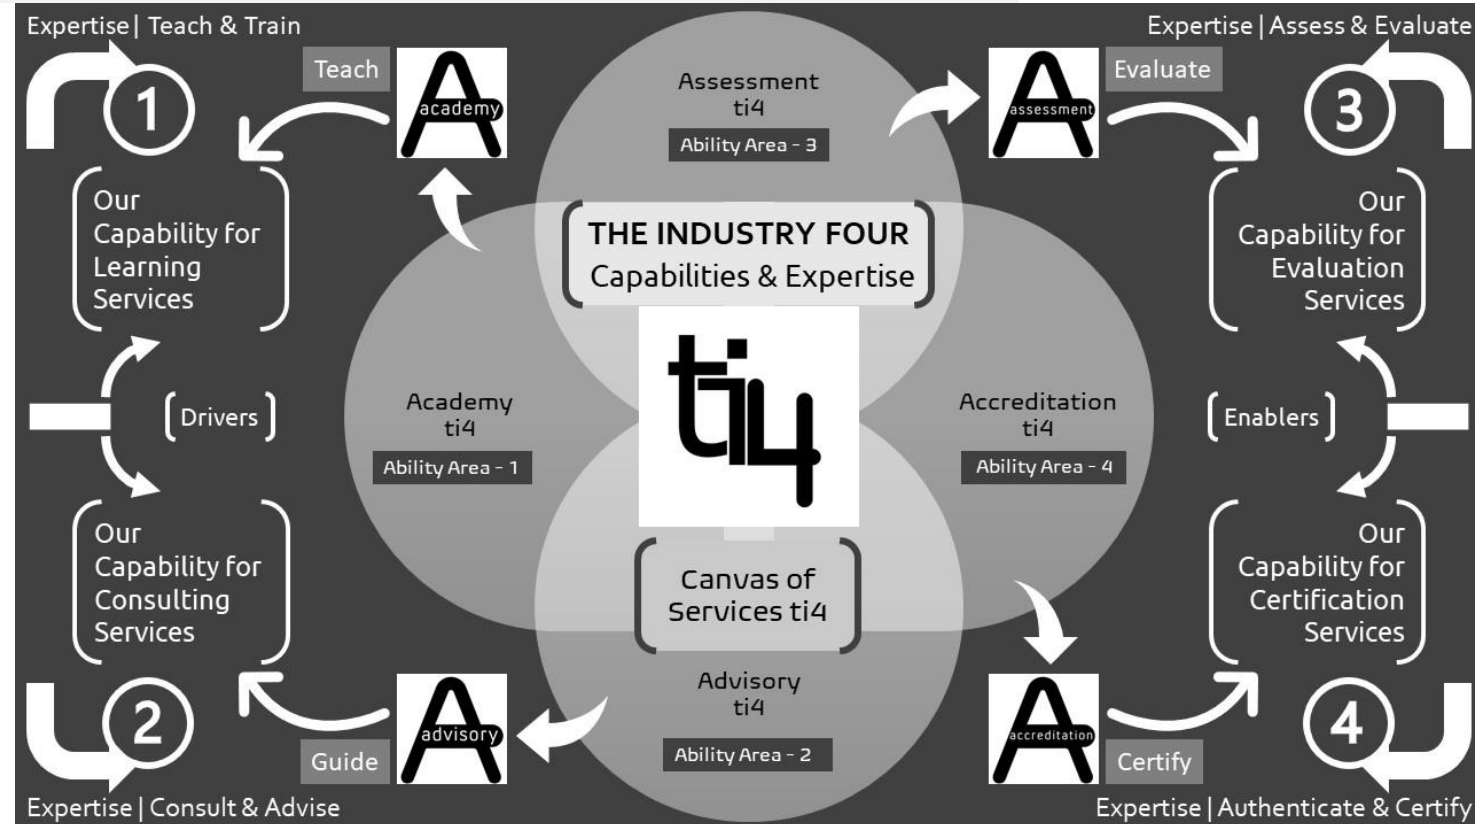 Expertise| Teach & Train
Expertise | Assess & Evaluate
1
Teach
academy
Assessment
ti4
Ability Area - 3
assessment
Evaluate
3
Our
Capability for
Learning
Services
THE INDUSTRY FOUR
Capabilities & Expertise
Our
Capability for
Evaluation
Services
Drivers
Academy
ti4
Ability Area - 1
ti4
Accreditation
ti4
Ability Area - 4
Enablers
Our
Capability for
Consulting
Services
Canvas of
Services ti4
Our
Capability for
Certification
Services
2
Guide
advisory
Advisory
ti4
Ability Area - 2
accreditation
Certify
4
Expertise | Consult & Advise
Expertise | Authenticate & Certify